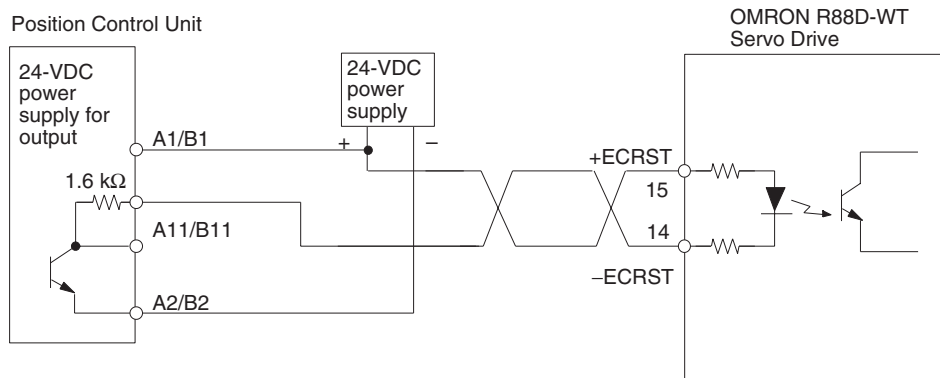 Position Control Unit
OMRON R88D-WT
Servo Drive
24-VDC
power
supply for
output
24-VDC
power
supply
A1/B1
+
–
+ECRST
1.6 kΩ
15
A11/B11
14
–ECRST
A2/B2